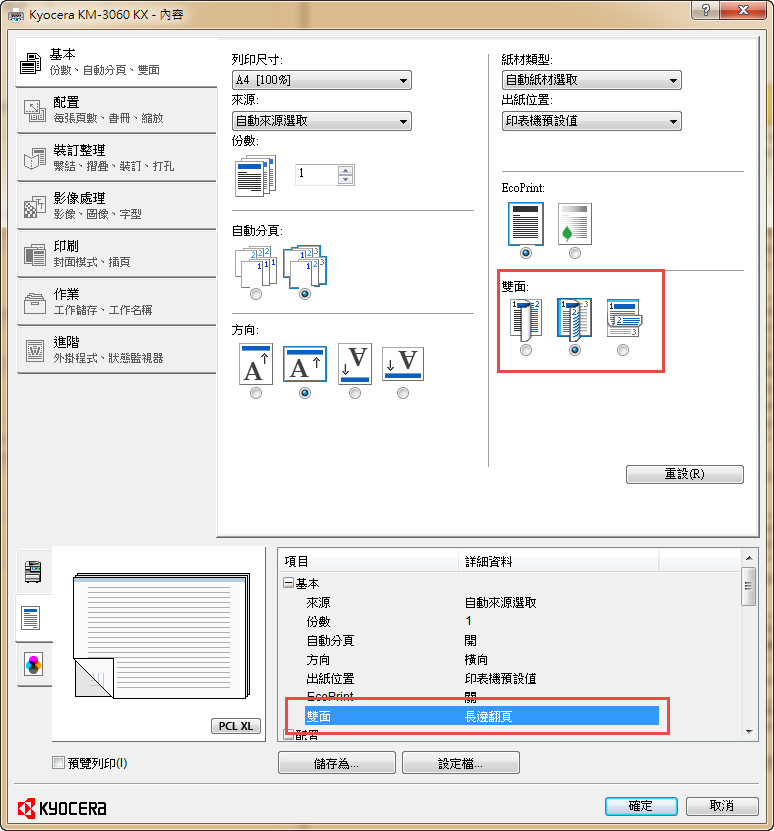 Kyocera KM-3060 KX - 內容
基本
份數、自動分頁、雙面
配置
每張頁數、書冊、縮放
裝訂整理
繫結、摺疊、裝訂、打孔
影像處理
影像、圖像、字型
印刷
封面模式、插頁
作業
工作儲存、工作名稱
進階
外掛程式、狀態監視器
列印尺寸:
A4 [100%]
來源:
自動來源選取
份數:
1
自動分頁:
方向:
紙材類型:
自動紙材選取
出紙位置:
印表機預設值
EcoPrint:
雙面:
重設(R)
PCL XL
預覽列印(I)
項目 詳細資料
基本
來源 自動來源選取
份數 1
自動分頁 開
方向 橫向
出紙位置 印表機預設值
EcoPrint 關
雙面 長邊翻頁
配置
儲存為... 設定檔...
KYOCERA
確定 取消